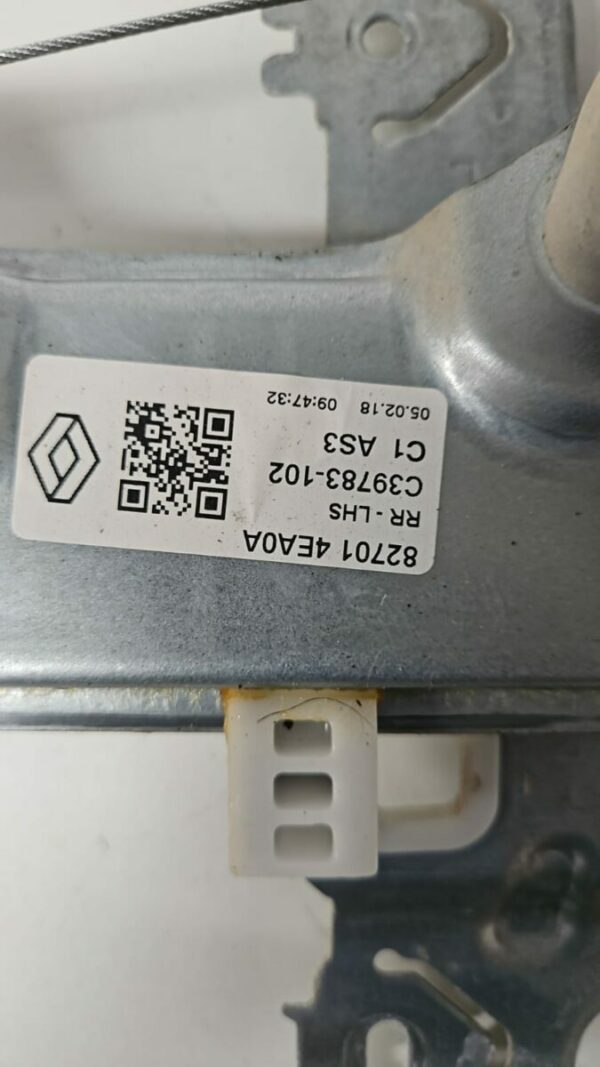 82701 4EA0A
RR - LHS
C39783-102
C1 AS3
05.02.18 09:47:32